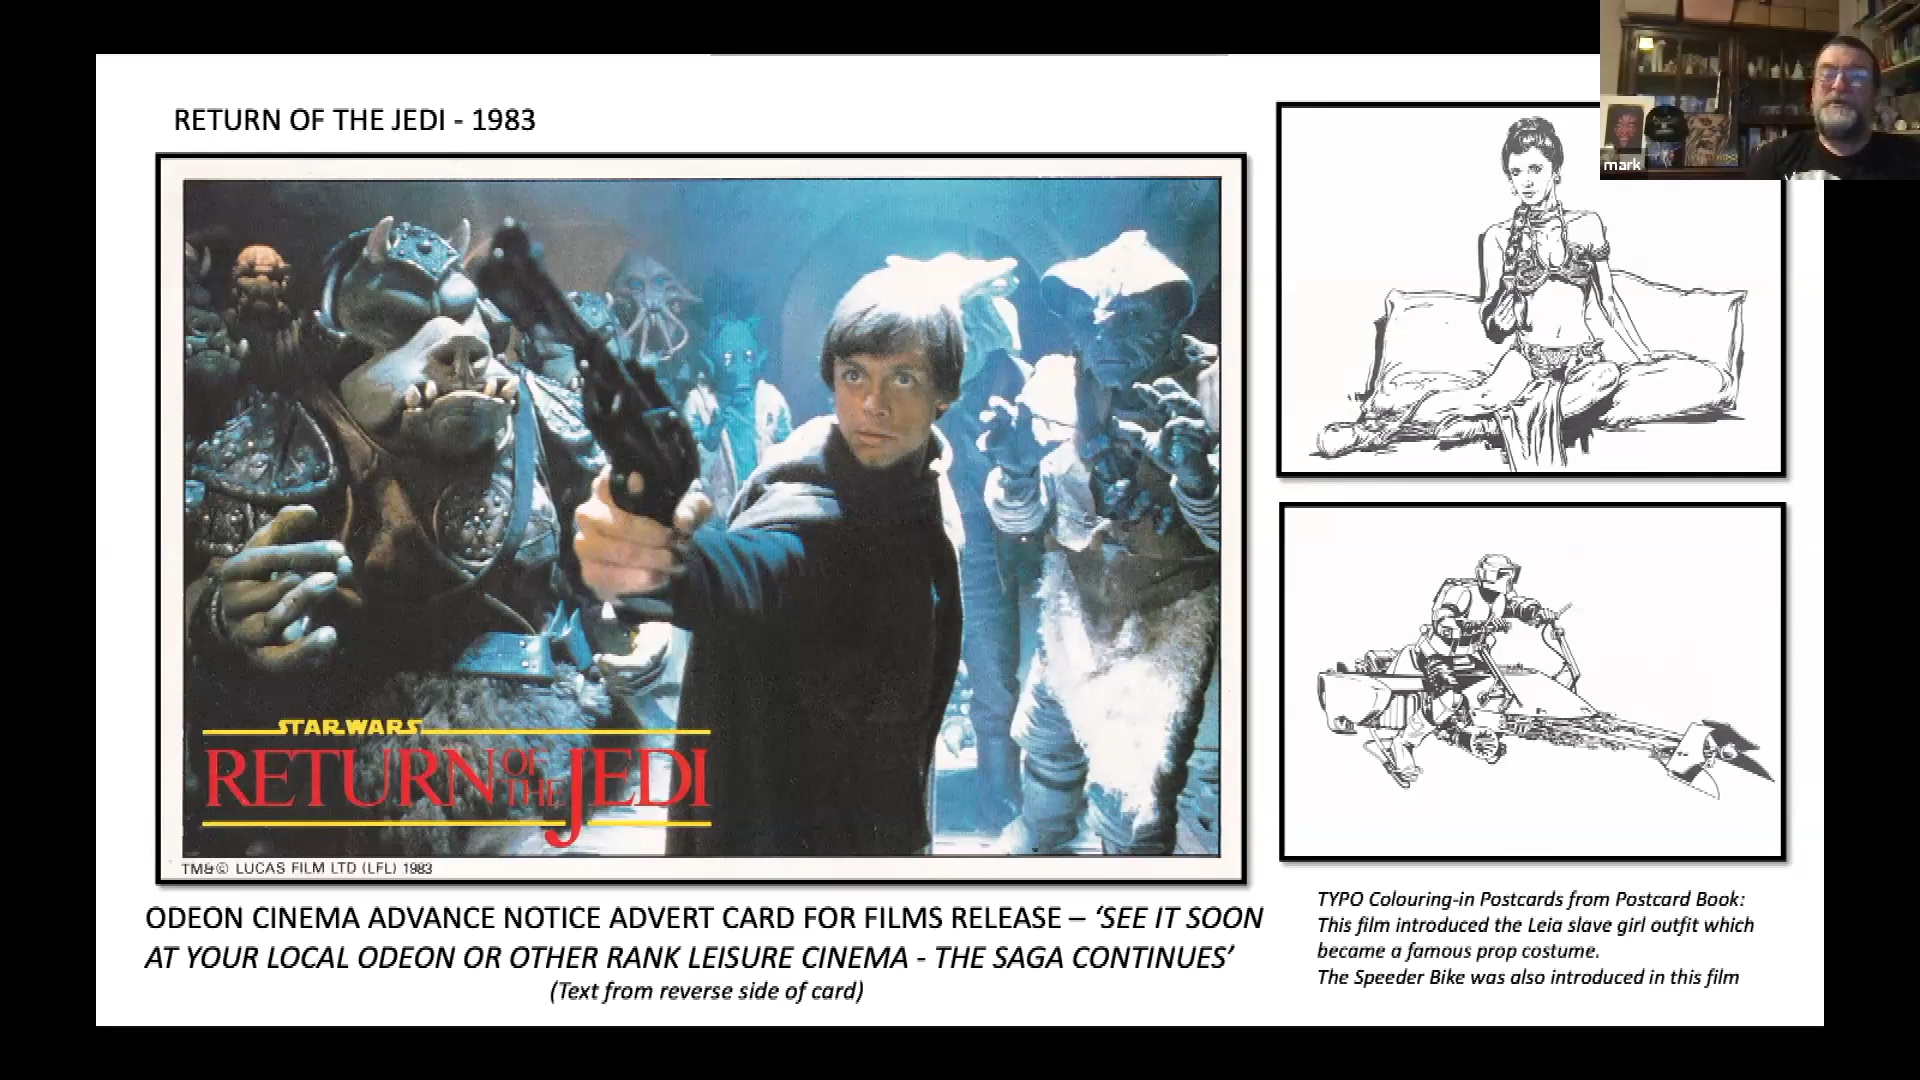 mark
RETURN OF THE JEDI - 1983
STAR WARS
RETURN OF THE JEDI
TM&© LUCAS FILM LTD (LFL) 1983
ODEON CINEMA ADVANCE NOTICE ADVERT CARD FOR FILMS RELEASE – ‘SEE IT SOON
AT YOUR LOCAL ODEON OR OTHER RANK LEISURE CINEMA - THE SAGA CONTINUES’
(Text from reverse side of card)
TYPO Colouring-in Postcards from Postcard Book:
This film introduced the Leia slave girl outfit which
became a famous prop costume.
The Speeder Bike was also introduced in this film